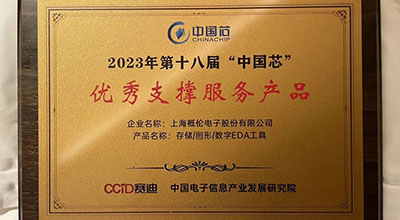 中国芯
CHINACHIP
2023年第十八届“中国芯”
优秀支撑服务产品
企业名称：上海概伦电子股份有限公司
产品名称：存储/图形/数字EDA工具
CCID赛迪 中国电子信息产业发展研究院